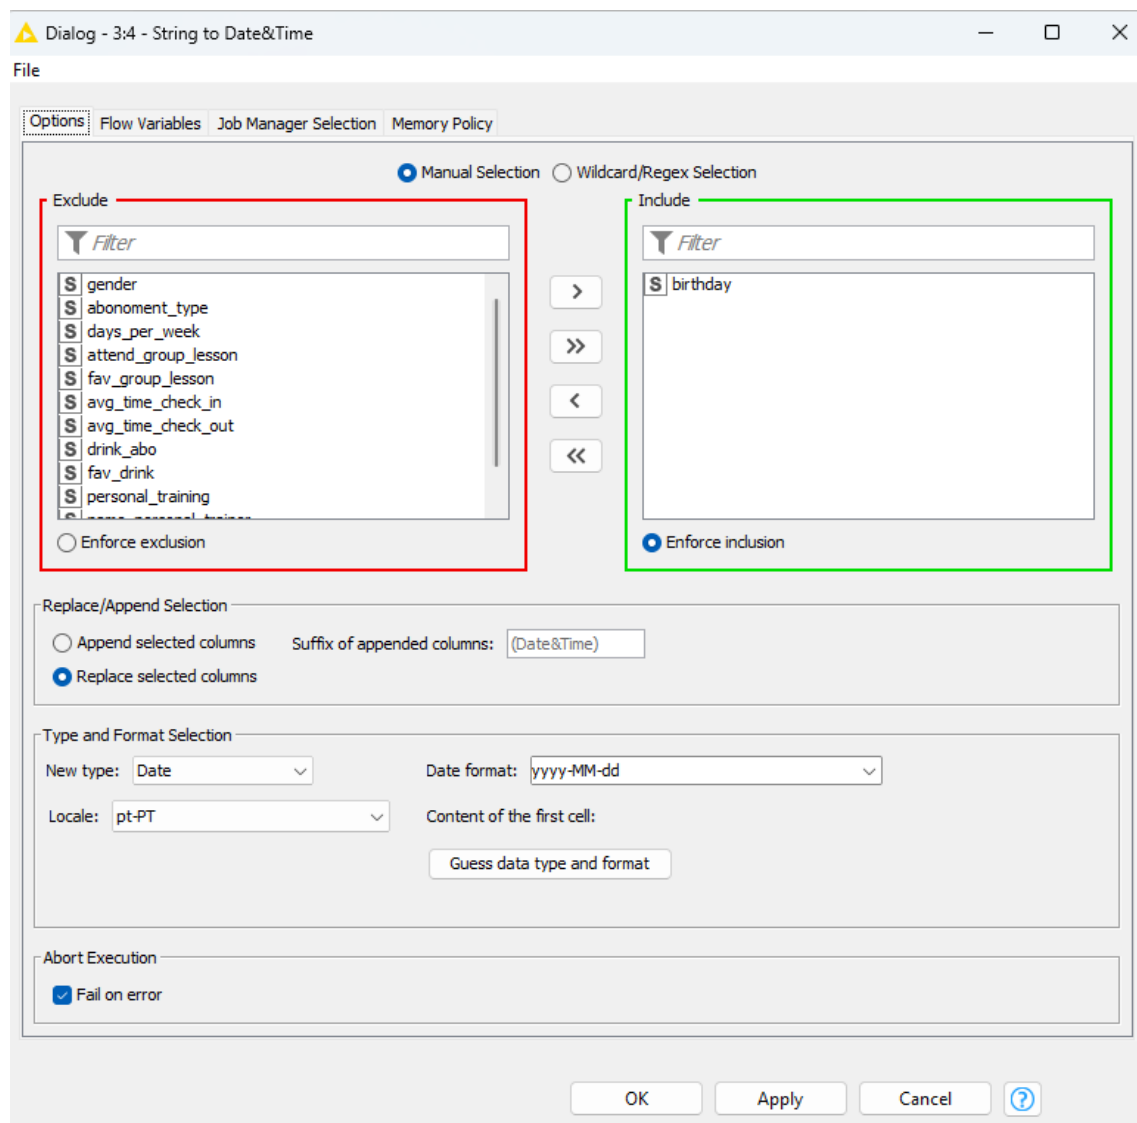 Dialog - 3:4 - String to Date&Time
File
Options Flow Variables Job Manager Selection Memory Policy
Manual Selection Wildcard/Regex Selection
Exclude
Filter
S gender
S abonoment_type
S days_per_week
S attend_group_lesson
S fav_group_lesson
S avg_time_check_in
S avg_time_check_out
S drink_abo
S fav_drink
S personal_training
Enforce exclusion
Include
Filter
S birthday
Enforce inclusion
Replace/Append Selection
Append selected columns Suffix of appended columns: (Date&Time)
Replace selected columns
Type and Format Selection
New type: Date Date format: yyyy-MM-dd
Locale: pt-PT Content of the first cell:
Guess data type and format
Abort Execution
Fail on error
OK Apply Cancel ?